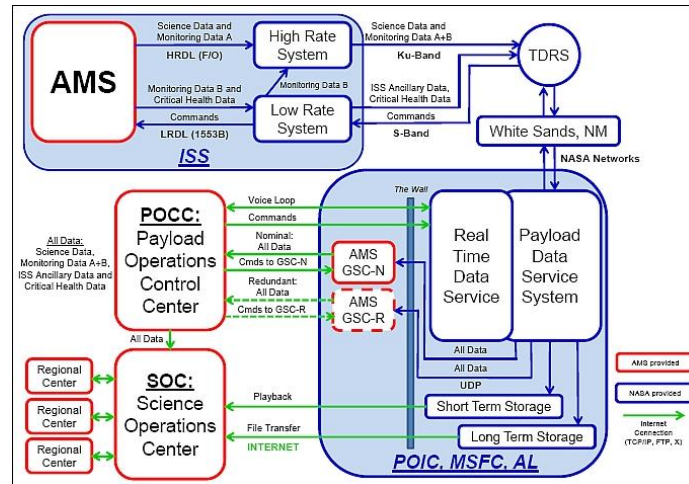 AMS
Science Data and
Monitoring Data A
HRDL (F/O)
High Rate
System
Science Data and
Monitoring Data A+B
Ku-Band
TDRS
Monitoring Data B and
Critical Health Data
Monitoring Data B
Commands
LRDL (1553B)
Low Rate
System
ISS Ancillary Data,
Critical Health Data
Commands
S-Band
ISS
White Sands, NM
NASA Networks
The Wall
POCC:
Payload
Operations
Control
Center
All Data:
Science Data,
Monitoring Data A+B,
ISS Ancillary Data and
Critical Health Data
Voice Loop
Commands
Nominal:
All Data
Cmds to GSC-N
Redundant:
All Data
Cmds to GSC-R
AMS
GSC-N
AMS
GSC-R
Real
Time
Data
Service
Payload
Data
Service
System
All Data
All Data
UDP
All Data
SOC:
Science
Operations
Center
Regional
Center
Regional
Center
Regional
Center
Playback
File Transfer
INTERNET
Short Term Storage
Long Term Storage
POIC, MSFC, AL
AMS provided
NASA provided
Internet
Connection
(TCP/IP, FTP, X)